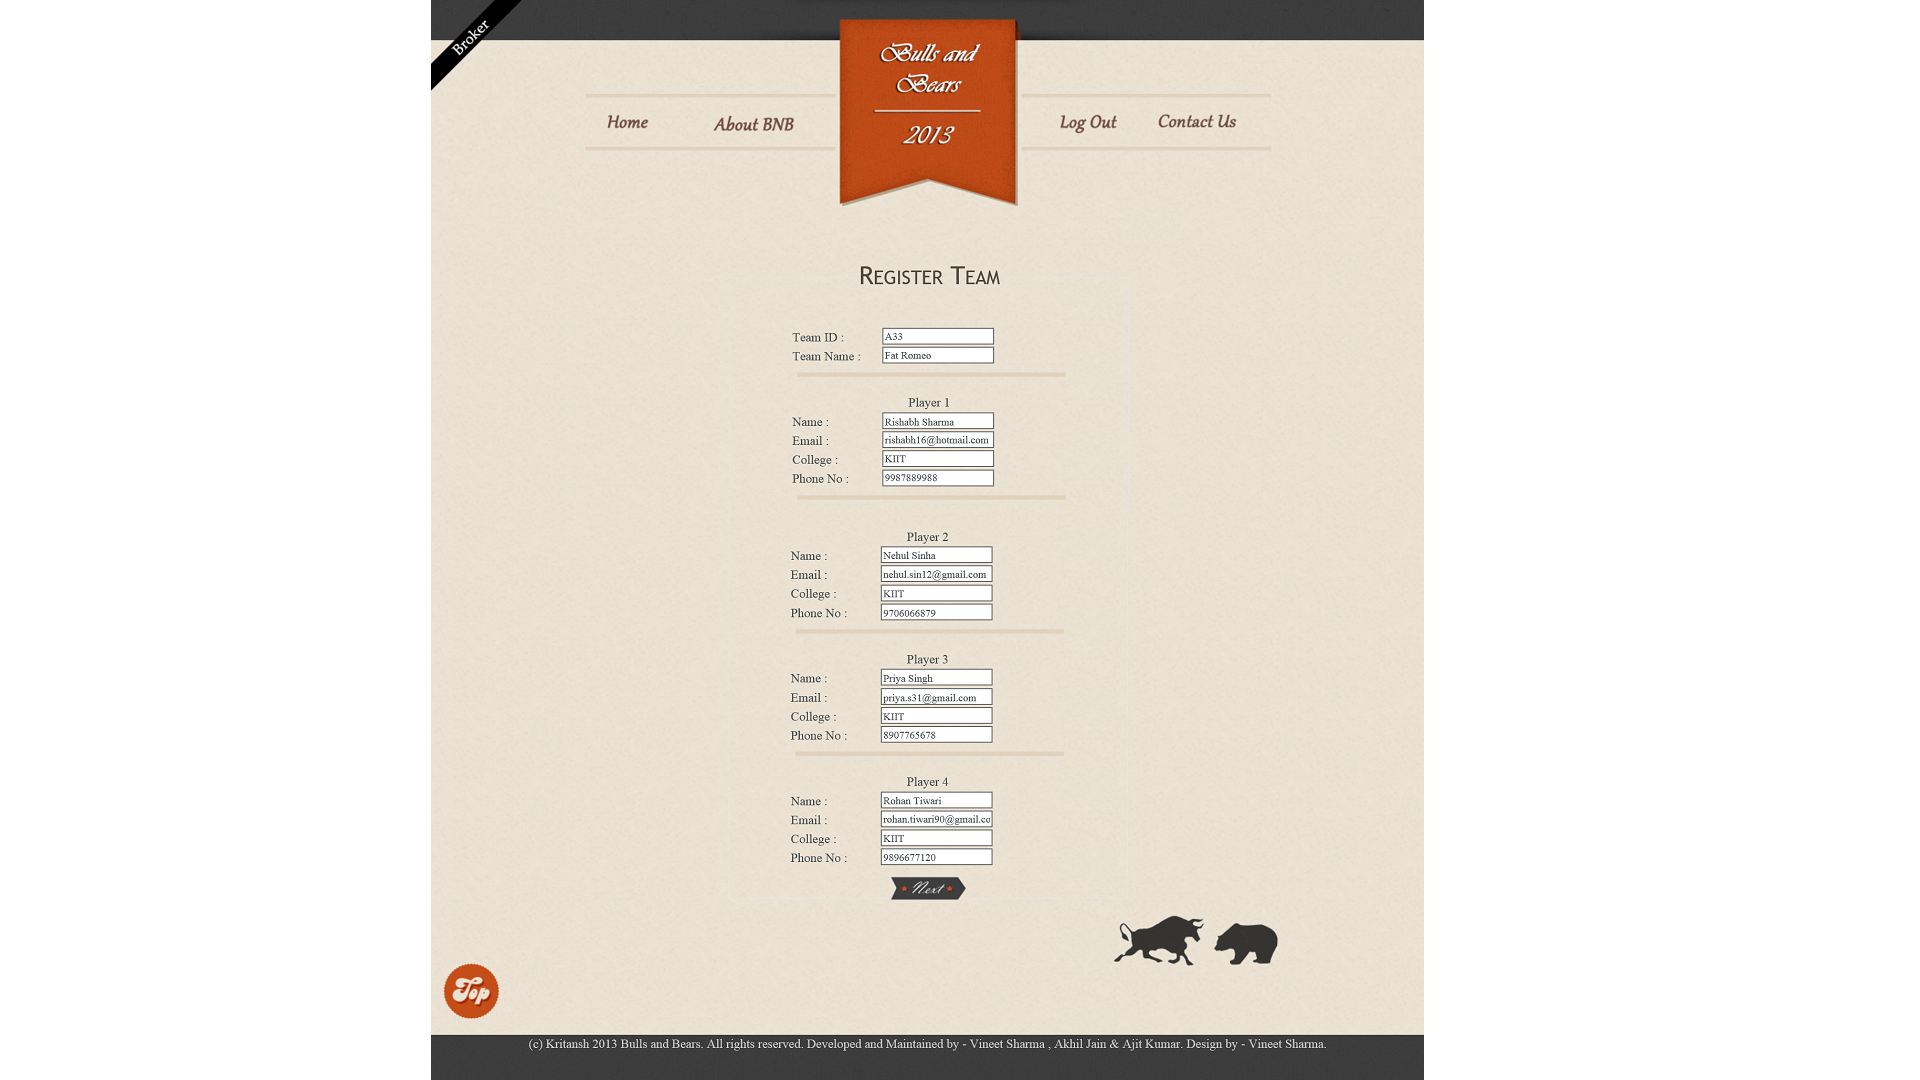 Broker
Bulls and
Bears
2013
Home
About BNB
Log Out
Contact Us
Register Team
Team ID : A33
Team Name : Fat Romeo
Player 1
Name : Rishabh Sharma
Email : rishabh16@hotmail.com
College : KIIT
Phone No : 9987889988
Player 2
Name : Nehul Sinha
Email : nehul.sin12@gmail.com
College : KIIT
Phone No : 9706066879
Player 3
Name : Priya Singh
Email : priya.s31@gmail.com
College : KIIT
Phone No : 8907765678
Player 4
Name : Rohan Tiwari
Email : rohan.tiwari90@gmail.co
College : KIIT
Phone No : 9896677120
Next
Top
(c) Kritansh 2013 Bulls and Bears. All rights reserved. Developed and Maintained by - Vineet Sharma , Akhil Jain & Ajit Kumar. Design by - Vineet Sharma.